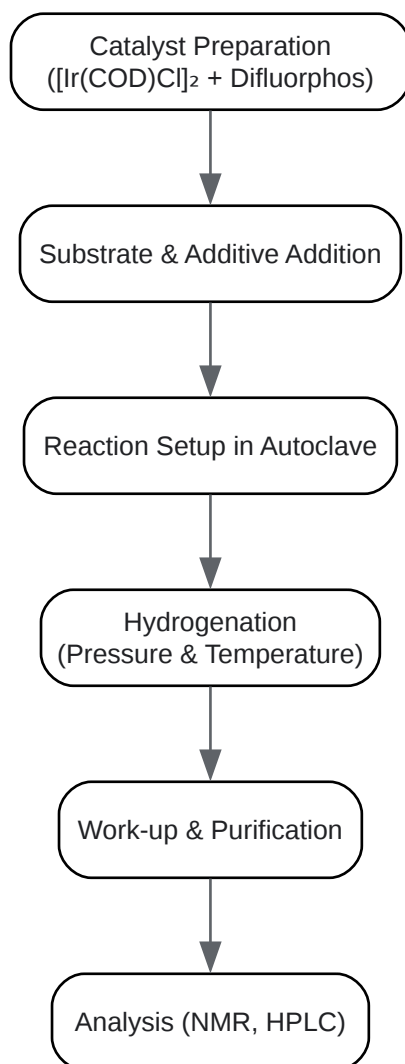 Catalyst Preparation
([Ir(COD)Cl]₂ + Difluorphos)
Substrate & Additive Addition
Reaction Setup in Autoclave
Hydrogenation
(Pressure & Temperature)
Work-up & Purification
Analysis (NMR, HPLC)